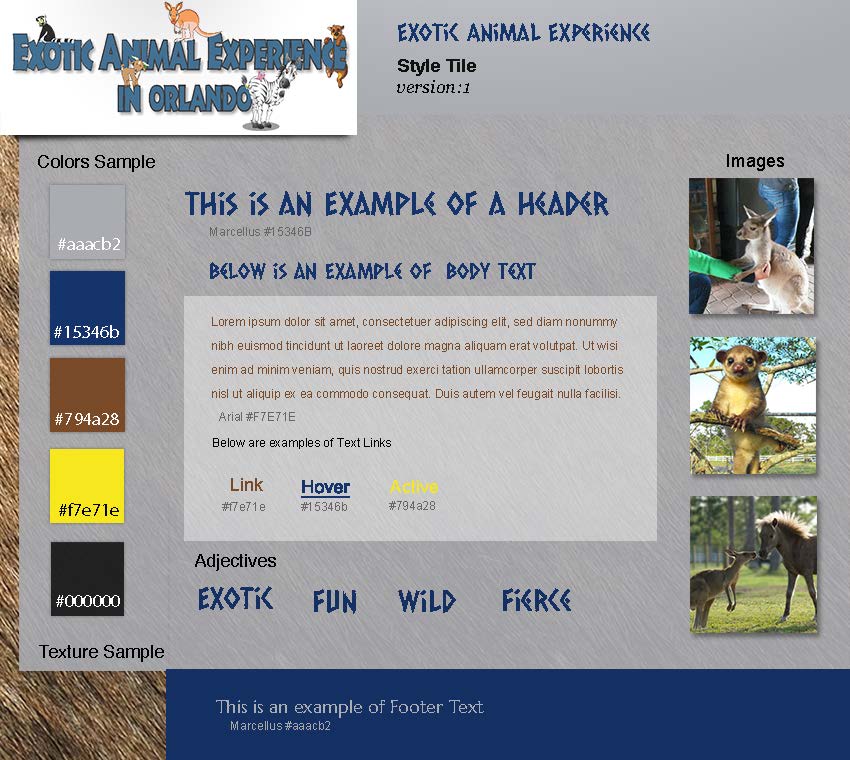 EXOTIC ANIMAL EXPERIENCE
IN ORLANDO
EXOTiC ANiMAL EXPERiENCE
Style Tile
version:1
Colors Sample
#aaacb2
#15346b
#794a28
#f7e71e
#000000
Texture Sample
THiS iS AN EXAMPLE OF A HEADER
Marcellus #15346B
BELOW iS AN EXAMPLE OF BODY TEXT
Lorem ipsum dolor sit amet, consectetuer adipiscing elit, sed diam nonummy
nibh euismod tincidunt ut laoreet dolore magna aliquam erat volutpat. Ut wisi
enim ad minim veniam, quis nostrud exerci tation ullamcorper suscipit lobortis
nisl ut aliquip ex ea commodo consequat. Duis autem vel feugait nulla facilisi.
Arial #F7E71E
Below are examples of Text Links
Link Hover Active
#f7e71e #15346b #794a28
Adjectives
EXOTiC FUN WiLD FiERCE
Images
This is an example of Footer Text
Marcellus #aaacb2